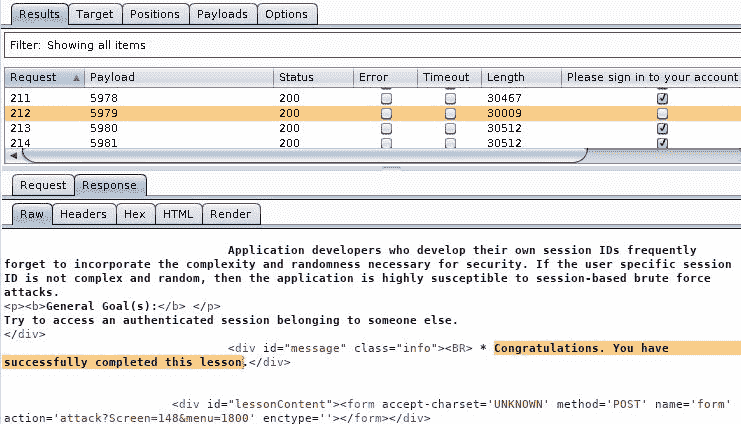 Results Target Positions Payloads Options
Filter: Showing all items
Request Payload Status Error Timeout Length Please sign in to your account
211 5978 200 30467
212 5979 200 30009
213 5980 200 30512
214 5981 200 30512
Request Response
Raw Headers Hex HTML Render
Application developers who develop their own session IDs frequently
forget to incorporate the complexity and randomness necessary for security. If the user specific session
ID is not complex and random, then the application is highly susceptible to session-based brute force
attacks.
<p><b>General Goal(s):</b> </p>
Try to access an authenticated session belonging to someone else.
</div>
<div id="message" class="info"><BR> * Congratulations. You have
successfully completed this lesson.</div>
<div id="lessonContent"><form accept-charset='UNKNOWN' method='POST' name='form'
action='attack?Screen=148&menu=1800' enctype=''></form></div>